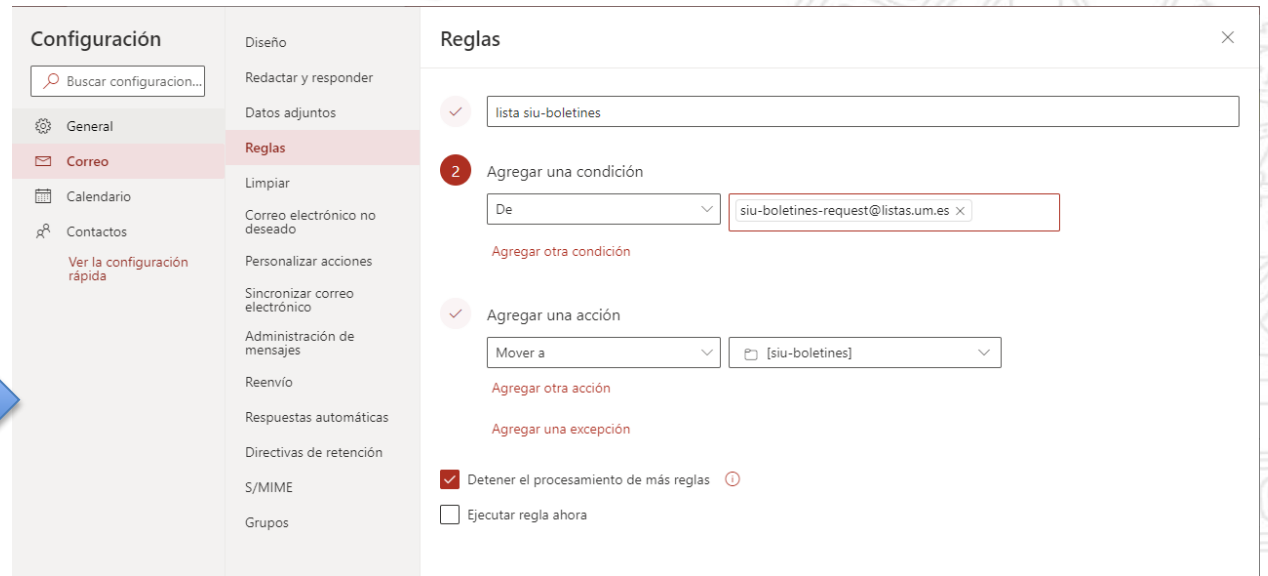 Configuración
Buscar configuracion...
General
Correo
Calendario
Contactos
Ver la configuración
rápida
Diseño
Redactar y responder
Datos adjuntos
Reglas
Limpiar
Correo electrónico no
deseado
Personalizar acciones
Sincronizar correo
electrónico
Administración de
mensajes
Reenvío
Respuestas automáticas
Directivas de retención
S/MIME
Grupos
Reglas
lista siu-boletines
2 Agregar una condición
De siu-boletines-request@listas.um.es
Agregar otra condición
Agregar una acción
Mover a [siu-boletines]
Agregar otra acción
Agregar una excepción
Detener el procesamiento de más reglas
Ejecutar regla ahora